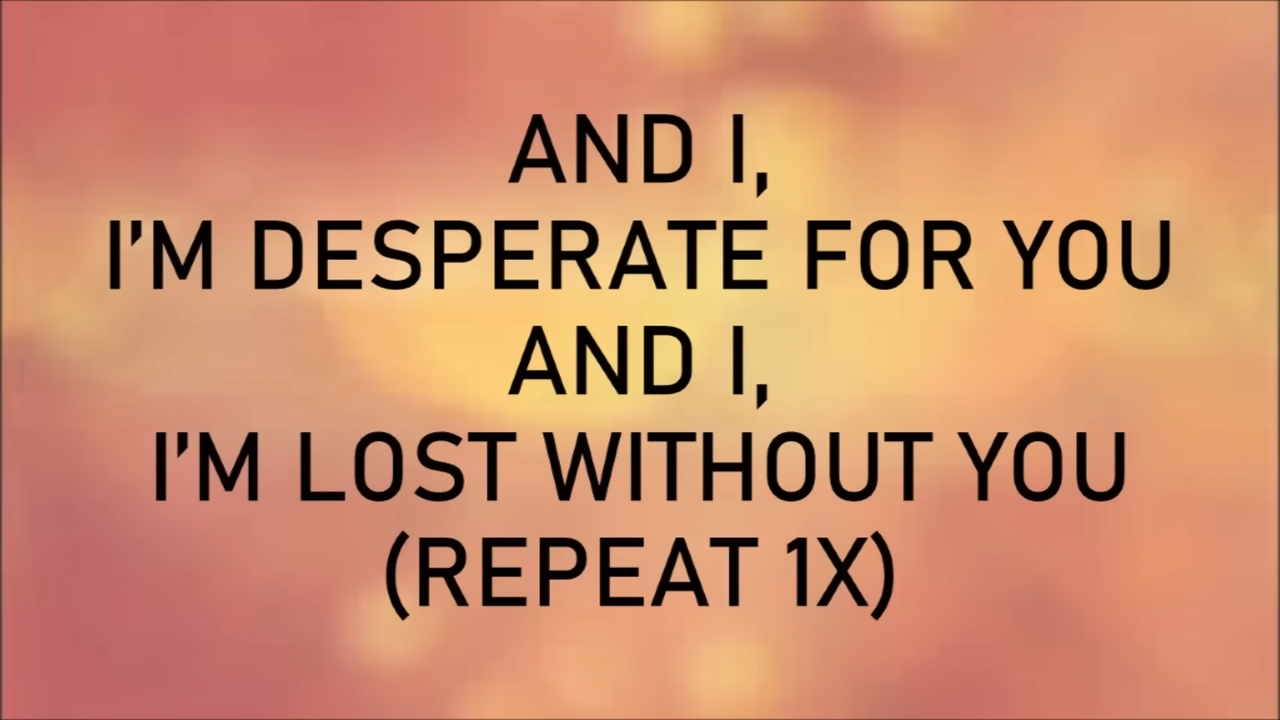 AND I,
I'M DESPERATE FOR YOU
AND I,
I'M LOST WITHOUT YOU
(REPEAT 1X)